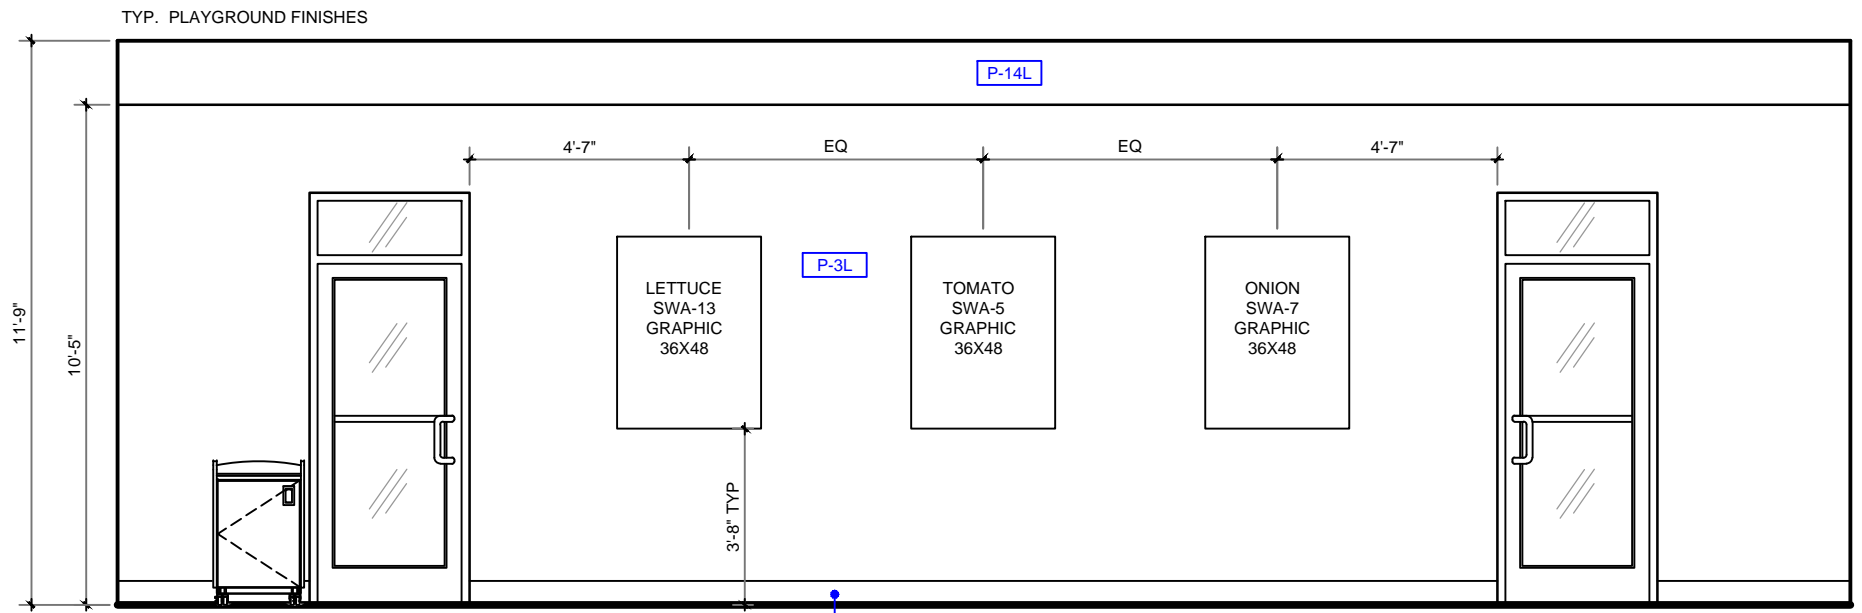 TYP.  PLAYGROUND FINISHES
P-14L
4'-7"
EQ
EQ
4'-7"
11'-9"
10'-5"
P-3L
LETTUCE
SWA-13
GRAPHIC
36X48
TOMATO
SWA-5
GRAPHIC
36X48
ONION
SWA-7
GRAPHIC
36X48
3'-8" TYP